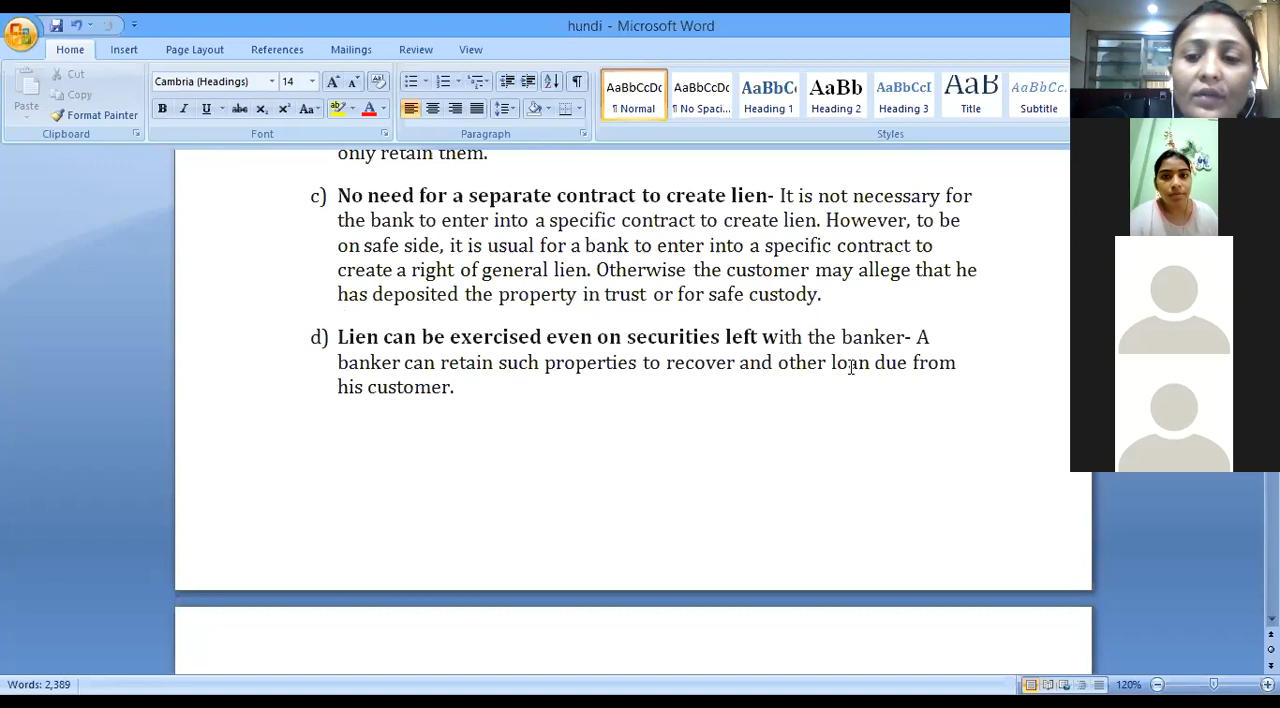 hundi - Microsoft Word
Home Insert Page Layout References Mailings Review View
Paste
Cut
Copy
Format Painter
Clipboard
Cambria (Headings) 14
Font
Paragraph
AaBbCcDc AaBbCcDc AaBbC AaBb AaBbCcI AaB AaBbCcL
¶ Normal ¶ No Spaci... Heading 1 Heading 2 Heading 3 Title Subtitle
Styles
only retain them.
c) No need for a separate contract to create lien- It is not necessary for
the bank to enter into a specific contract to create lien. However, to be
on safe side, it is usual for a bank to enter into a specific contract to
create a right of general lien. Otherwise the customer may allege that he
has deposited the property in trust or for safe custody.
d) Lien can be exercised even on securities left with the banker- A
banker can retain such properties to recover and other loan due from
his customer.
Words: 2,389
120%